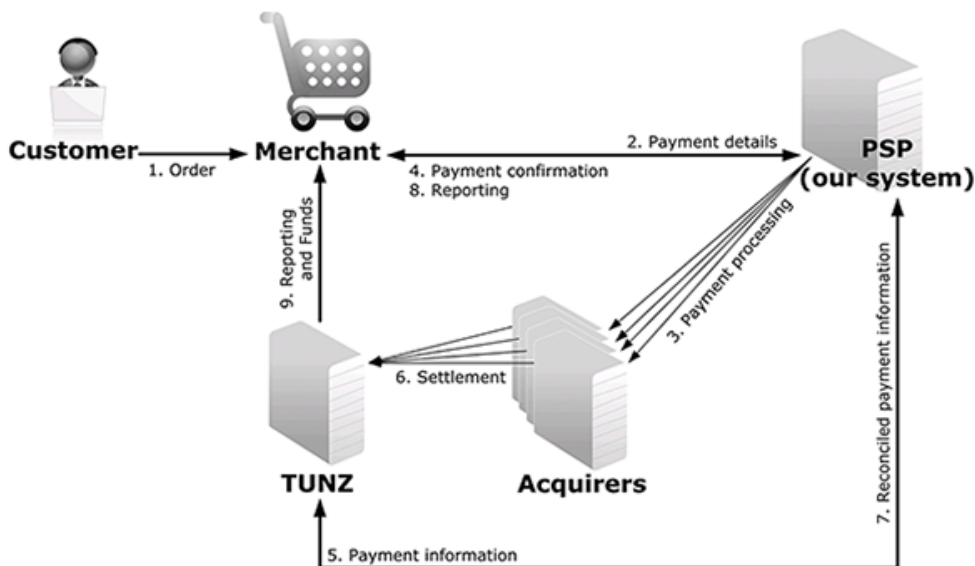 Customer
Merchant
PSP
(our system)
1. Order
2. Payment details
4. Payment confirmation
8. Reporting
3. Payment processing
9. Reporting
and Funds
6. Settlement
TUNZ
Acquirers
5. Payment information
7. Reconciled payment information